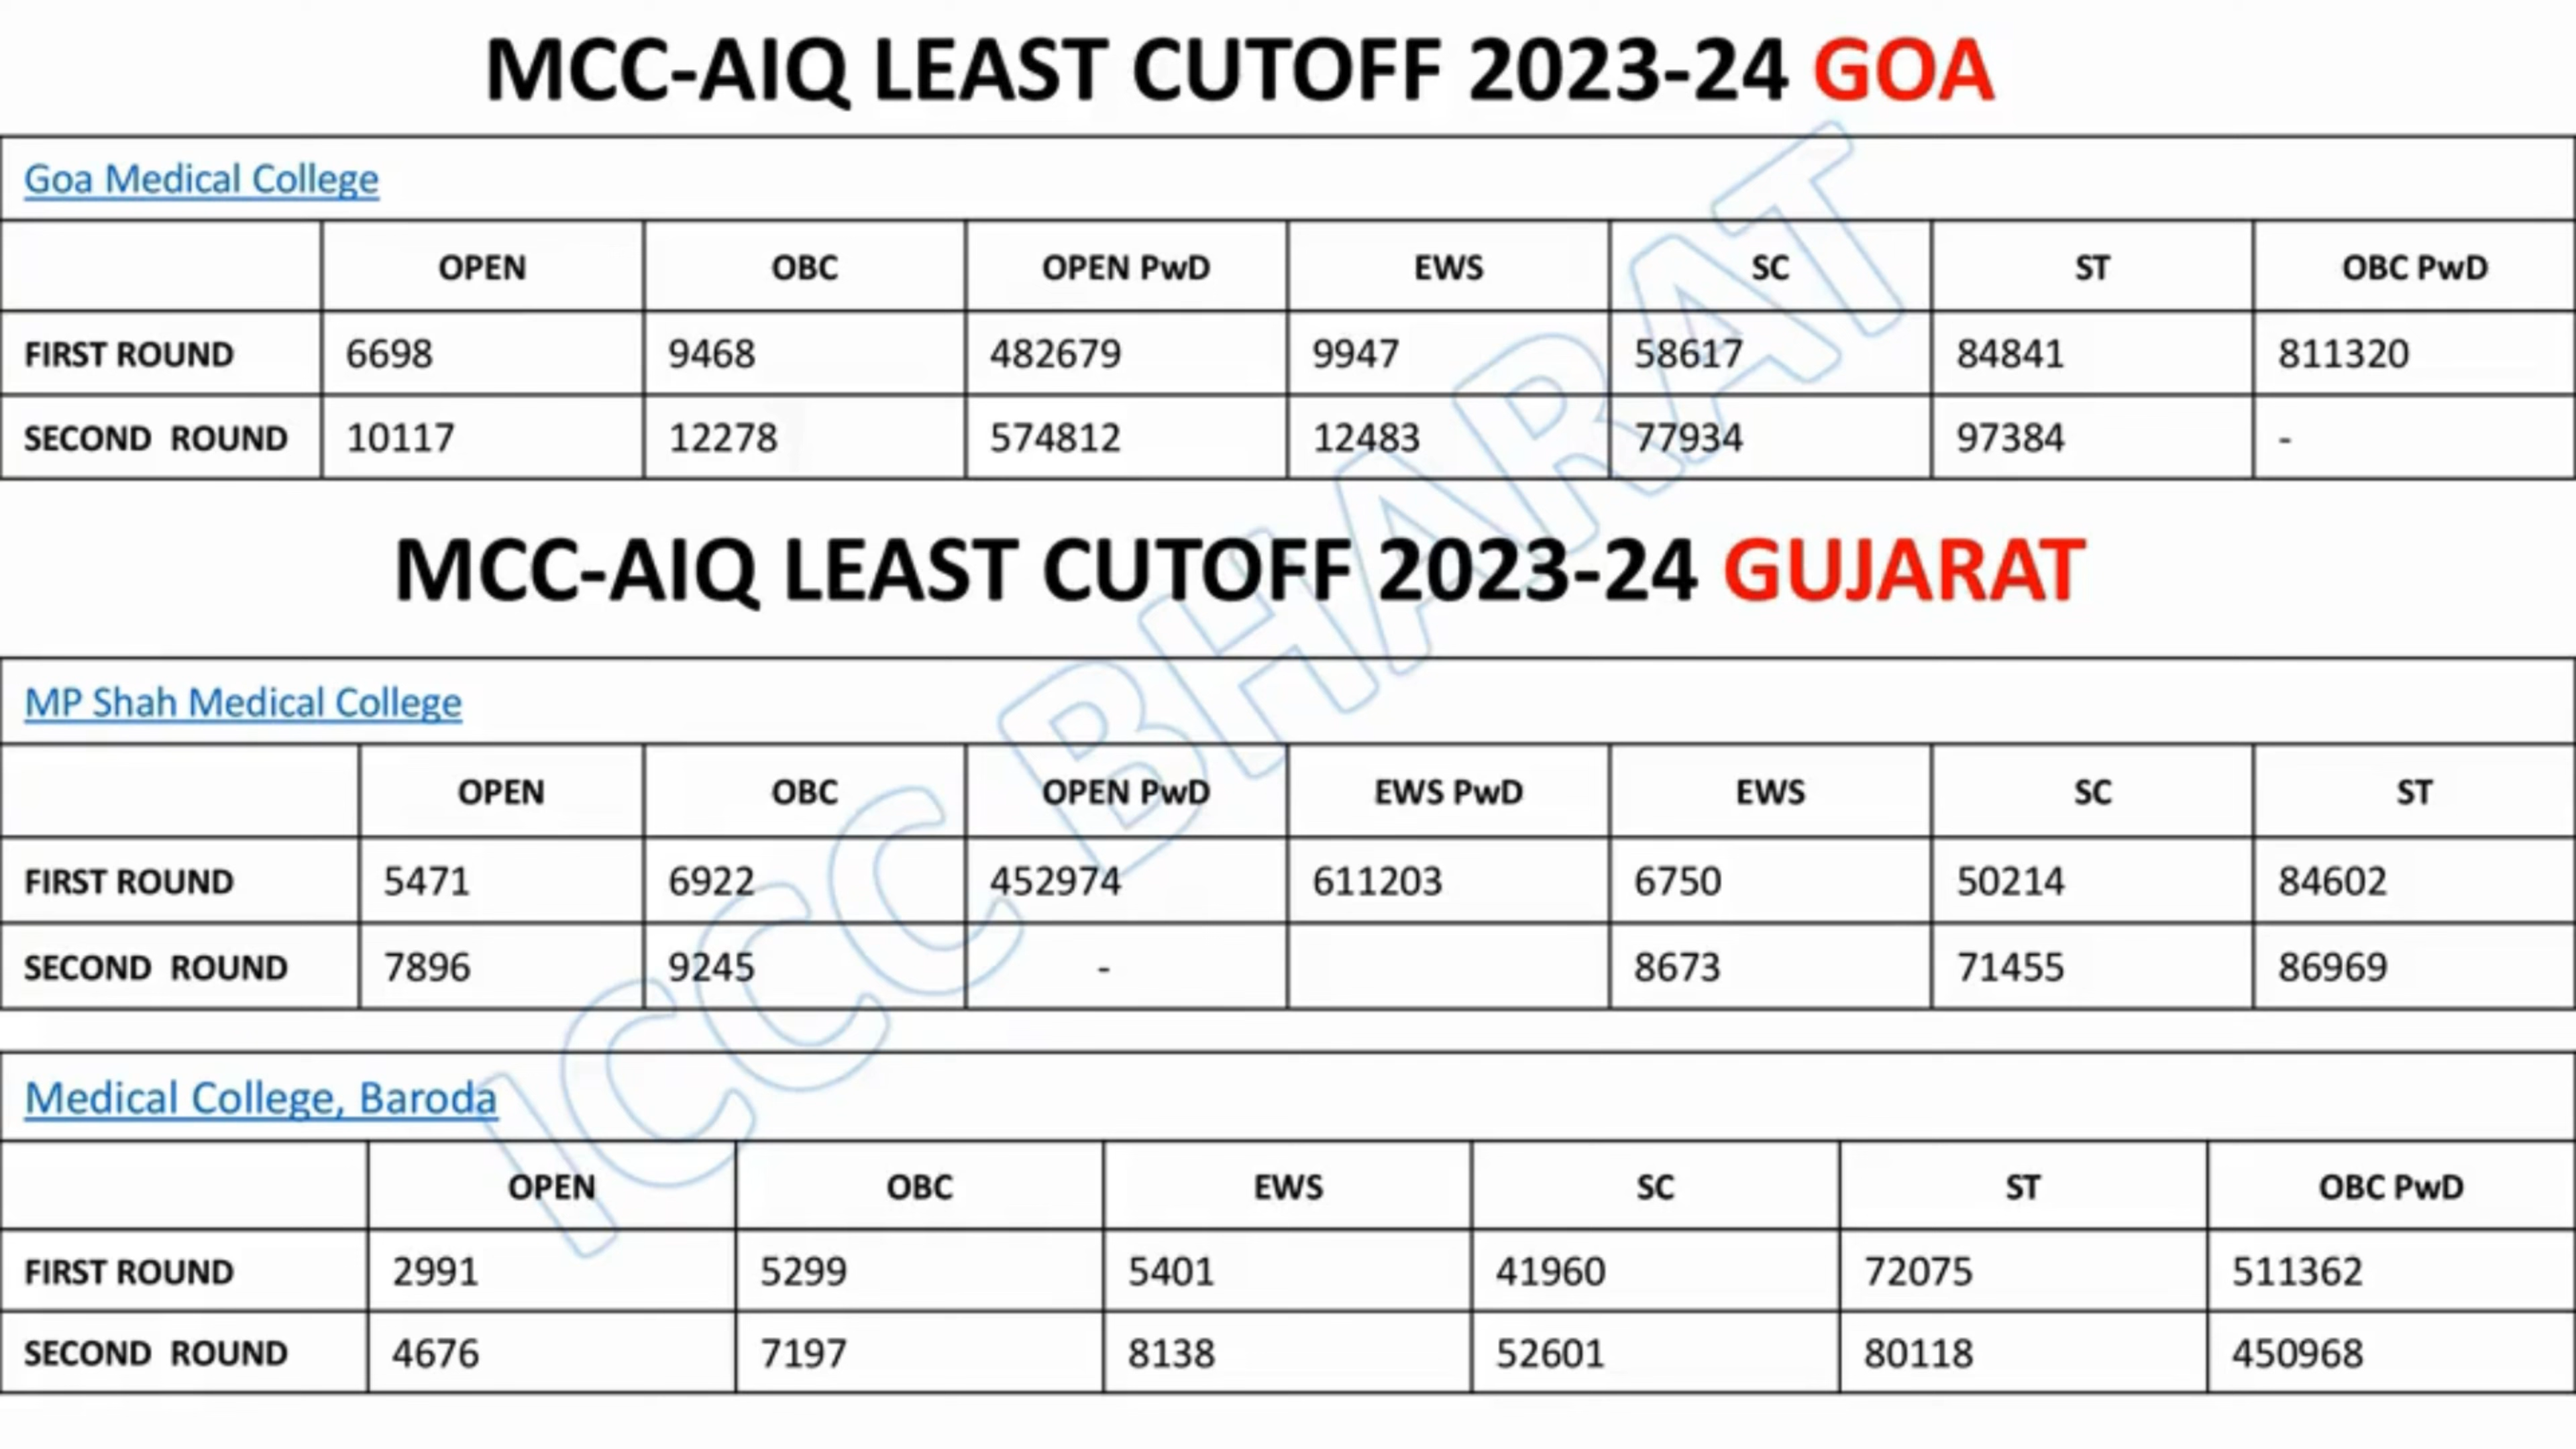 MCC-AIQ LEAST CUTOFF 2023-24 GOA
Goa Medical College
OPEN OBC OPEN PwD EWS SC ST OBC PwD
FIRST ROUND 6698 9468 482679 9947 58617 84841 811320
SECOND ROUND 10117 12278 574812 12483 77934 97384 -
MCC-AIQ LEAST CUTOFF 2023-24 GUJARAT
MP Shah Medical College
OPEN OBC OPEN PwD EWS PwD EWS SC ST
FIRST ROUND 5471 6922 452974 611203 6750 50214 84602
SECOND ROUND 7896 9245 - 8673 71455 86969
Medical College, Baroda
OPEN OBC EWS SC ST OBC PwD
FIRST ROUND 2991 5299 5401 41960 72075 511362
SECOND ROUND 4676 7197 8138 52601 80118 450968
ICCC BHARAT